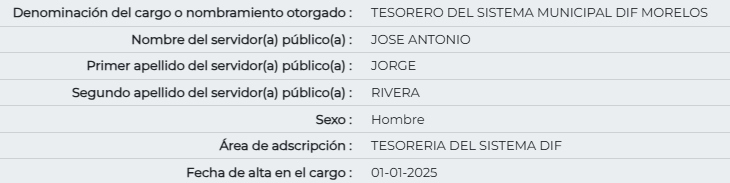 Denominación del cargo o nombramiento otorgado : TESORERO DEL SISTEMA MUNICIPAL DIF MORELOS
Nombre del servidor(a) público(a) : JOSE ANTONIO
Primer apellido del servidor(a) público(a) : JORGE
Segundo apellido del servidor(a) público(a) : RIVERA
Sexo : Hombre
Área de adscripción : TESORERIA DEL SISTEMA DIF
Fecha de alta en el cargo : 01-01-2025